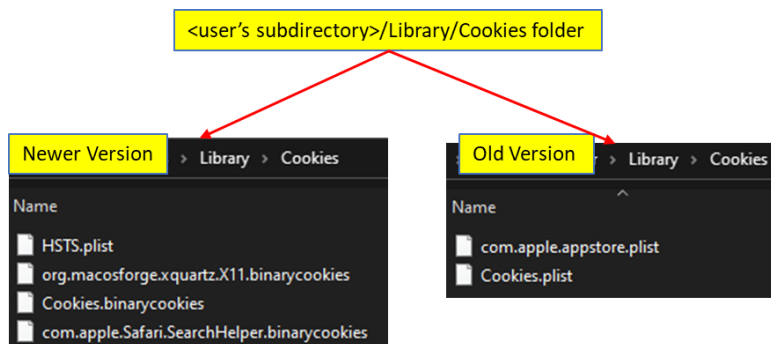 <user's subdirectory>/Library/Cookies folder
Newer Version > Library > Cookies
Name
HSTS.plist
org.macosforge.xquartz.X11.binarycookies
Cookies.binarycookies
com.apple.Safari.SearchHelper.binarycookies
Old Version r > Library > Cookies
Name
com.apple.appstore.plist
Cookies.plist